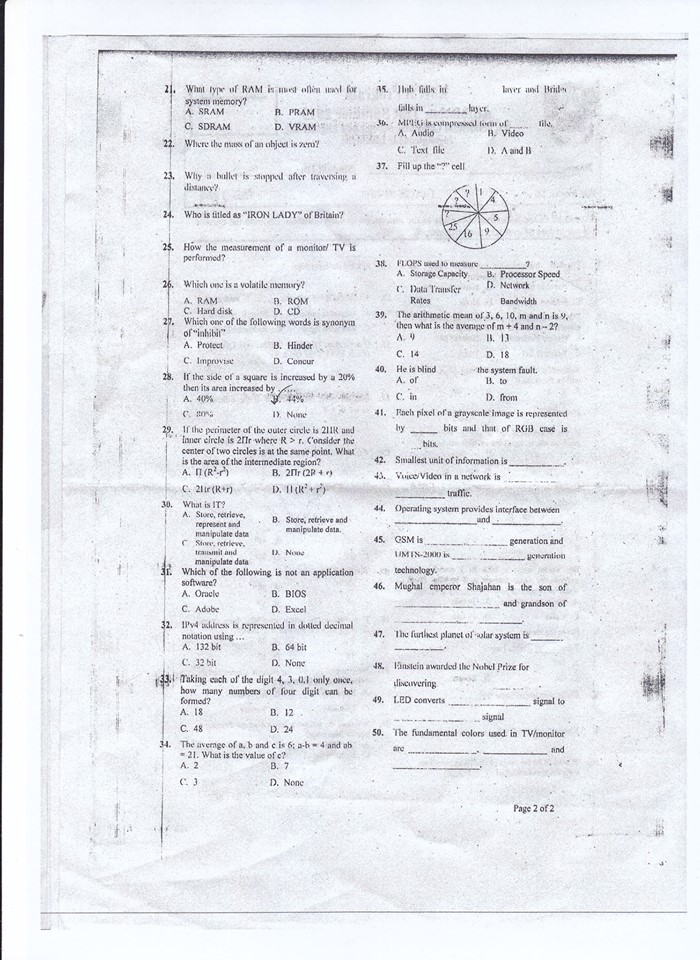 21. What type of RAM is most often used for
system memory?
A. SRAM B. PRAM
C. SDRAM D. VRAM
22. Where the mass of an object is zero?
23. Why a bullet is stopped after traversing a
distance?
24. Who is titled as "IRON LADY" of Britain?
25. How the measurement of a monitor/ TV is
performed?
26. Which one is a volatile memory?
A. RAM B. ROM
C. Hard disk D. CD
27. Which one of the following words is synonym
of "inhibit"
A. Protect B. Hinder
C. Improvise D. Concur
28. If the side of a square is increased by a 20%
then its area increased by
A. 40% B. 44%
C. 80% D. None
29. If the perimeter of the outer circle is 2ΠR and
inner circle is 2Πr where R > r. Consider the
center of two circles is at the same point. What
is the area of the intermediate region?
A. Π (R²-r²) B. 2Πr (2R + r)
C. 2Πr (R+r) D. Π (R² + r²)
30. What is IT?
A. Store, retrieve,
represent and
manipulate data
B. Store, retrieve and
manipulate data.
C. Store, retrieve,
transmit and
manipulate data
D. None
31. Which of the following is not an application
software?
A. Oracle B. BIOS
C. Adobe D. Excel
32. IPv4 address is represented in dotted decimal
notation using ...
A. 132 bit B. 64 bit
C. 32 bit D. None
33. Taking each of the digit 4, 3, 0,1 only once,
how many numbers of four digit can be
formed?
A. 18 B. 12
C. 48 D. 24
34. The average of a, b and c is 6; a-b = 4 and ab
= 21. What is the value of c?
A. 2 B. 7
C. 3 D. None
35. Hub falls in ________ layer and Bridge
falls in ________ layer.
36. MPEG is compressed form of ____ file.
A. Audio B. Video
C. Text file D. A and B
37. Fill up the "?" cell
? 1
? 4
? 5
25 16 9
38. FLOPS used to measure ________?
A. Storage Capacity B. Processor Speed
C. Data Transfer
Rates
D. Network
Bandwidth
39. The arithmetic mean of 3, 6, 10, m and n is 9,
then what is the average of m + 4 and n – 2?
A. 9 B. 13
C. 14 D. 18
40. He is blind the system fault.
A. of B. to
C. in D. from
41. Each pixel of a grayscale image is represented
by ______ bits and that of RGB case is
bits.
42. Smallest unit of information is ________.
43. Voice/Video in a network is
________ traffic.
44. Operating system provides interface between
____________ and ____________.
45. GSM is ____________ generation and
UMTS-2000 is ____________ generation
technology.
46. Mughal emperor Shajahan is the son of
____________ and grandson of
____________.
47. The furthest planet of solar system is ______
______.
48. Einstein awarded the Nobel Prize for
discovering
49. LED converts ____________ signal to
____________ signal
50. The fundamental colors used in TV/monitor
are ____________, ____________ and
____________.
Page 2 of 2